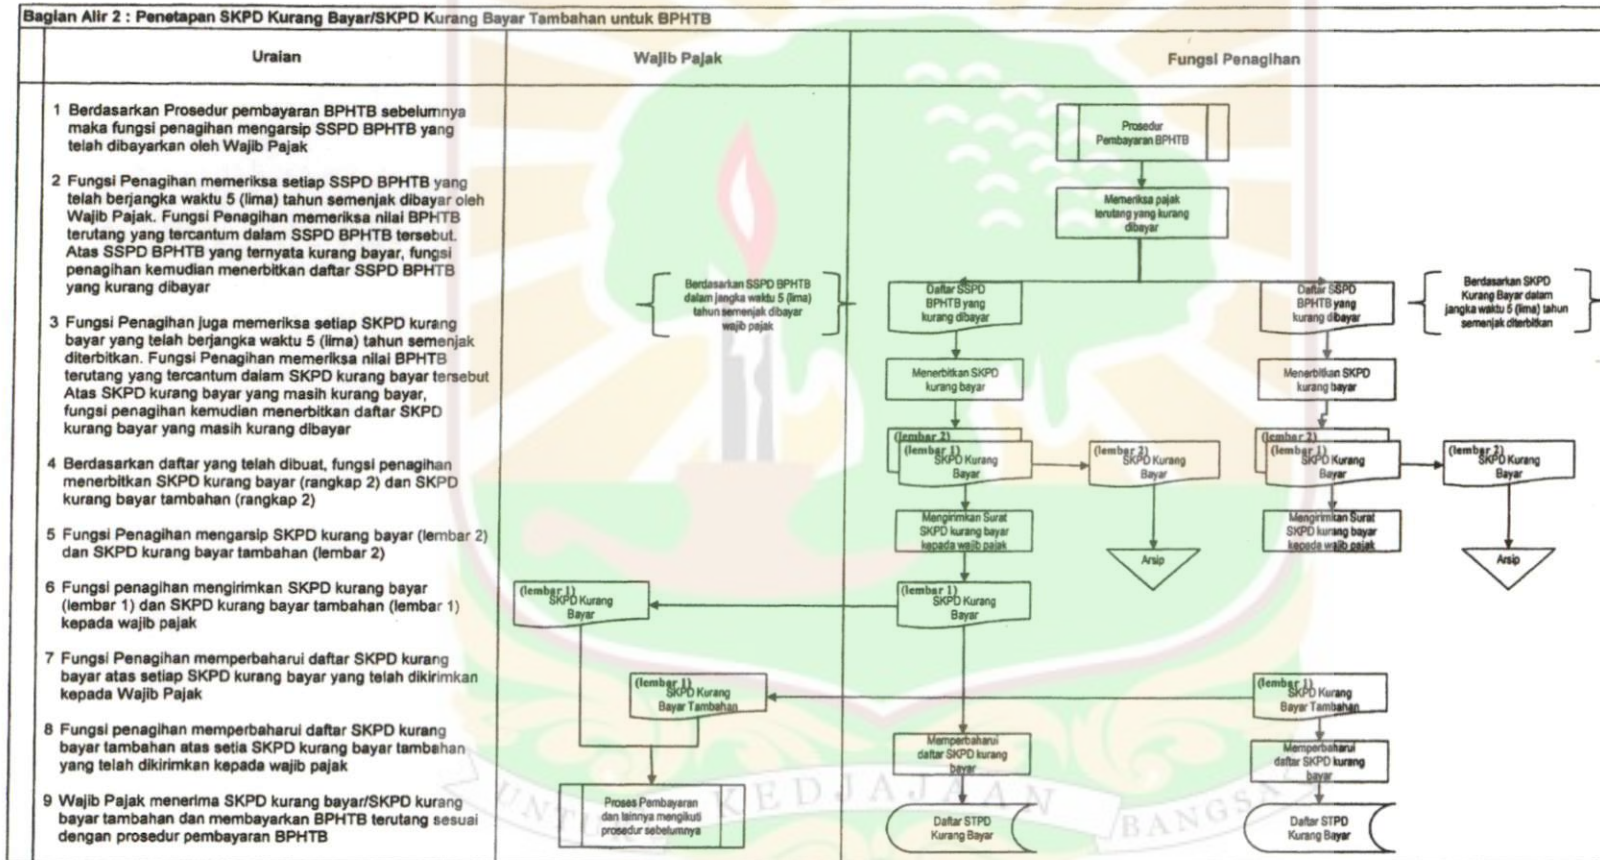 Bagian Alir 2 : Penetapan SKPD Kurang Bayar/SKPD Kurang Bayar Tambahan untuk BPHTB
Uraian
Wajib Pajak
Fungsi Penagihan
1 Berdasarkan Prosedur pembayaran BPHTB sebelumnya
maka fungsi penagihan mengarsip SSPD BPHTB yang
telah dibayarkan oleh Wajib Pajak
2 Fungsi Penagihan memeriksa setiap SSPD BPHTB yang
telah berjangka waktu 5 (lima) tahun semenjak dibayar oleh
Wajib Pajak. Fungsi Penagihan memeriksa nilai BPHTB
terutang yang tercantum dalam SSPD BPHTB tersebut.
Atas SSPD BPHTB yang ternyata kurang bayar, fungsi
penagihan kemudian menerbitkan daftar SSPD BPHTB
yang kurang dibayar
3 Fungsi Penagihan juga memeriksa setiap SKPD kurang
bayar yang telah berjangka waktu 5 (lima) tahun semenjak
diterbitkan. Fungsi Penagihan memeriksa nilai BPHTB
terutang yang tercantum dalam SKPD kurang bayar tersebut
Atas SKPD kurang bayar yang masih kurang bayar,
fungsi penagihan kemudian menerbitkan daftar SKPD
kurang bayar yang masih kurang dibayar
4 Berdasarkan daftar yang telah dibuat, fungsi penagihan
menerbitkan SKPD kurang bayar (rangkap 2) dan SKPD
kurang bayar tambahan (rangkap 2)
5 Fungsi Penagihan mengarsip SKPD kurang bayar (lembar 2)
dan SKPD kurang bayar tambahan (lembar 2)
6 Fungsi penagihan mengirimkan SKPD kurang bayar
(lembar 1) dan SKPD kurang bayar tambahan (lembar 1)
kepada wajib pajak
7 Fungsi Penagihan memperbaharui daftar SKPD kurang
bayar atas setiap SKPD kurang bayar yang telah dikirimkan
kepada Wajib Pajak
8 Fungsi penagihan memperbaharui daftar SKPD kurang
bayar tambahan atas setia SKPD kurang bayar tambahan
yang telah dikirimkan kepada wajib pajak
9 Wajib Pajak menerima SKPD kurang bayar/SKPD kurang
bayar tambahan dan membayarkan BPHTB terutang sesuai
dengan prosedur pembayaran BPHTB
Prosedur
Pembayaran BPHTB
Memeriksa pajak
terutang yang kurang
dibayar
Berdasarkan SSPD BPHTB
dalam jangka waktu 5 (lima)
tahun semenjak dibayar
wajib pajak
Daftar SSPD
BPHTB yang
kurang dibayar
Daftar SSPD
BPHTB yang
kurang dibayar
Berdasarkan SKPD
Kurang Bayar dalam
jangka waktu 5 (lima) tahun
semenjak diterbitkan
Menerbitkan SKPD
kurang bayar
Menerbitkan SKPD
kurang bayar
(lembar 2)
(lembar 1)
SKPD Kurang
Bayar
(lembar 2)
SKPD Kurang
Bayar
(lembar 2)
(lembar 1)
SKPD Kurang
Bayar
(lembar 2)
SKPD Kurang
Bayar
Mengirimkan Surat
SKPD kurang bayar
kepada wajib pajak
Arsip
Mengirimkan Surat
SKPD kurang bayar
kepada wajib pajak
Arsip
(lembar 1)
SKPD Kurang
Bayar
(lembar 1)
SKPD Kurang
Bayar
(lembar 1)
SKPD Kurang
Bayar Tambahan
(lembar 1)
SKPD Kurang
Bayar Tambahan
Memperbaharui
daftar SKPD kurang
bayar
Memperbaharui
daftar SKPD kurang
bayar
Proses Pembayaran
dan lainnya mengikuti
prosedur sebelumnya
Daftar STPD
Kurang Bayar
Daftar STPD
Kurang Bayar
UNTUK KEDJAJAAN BANGSA